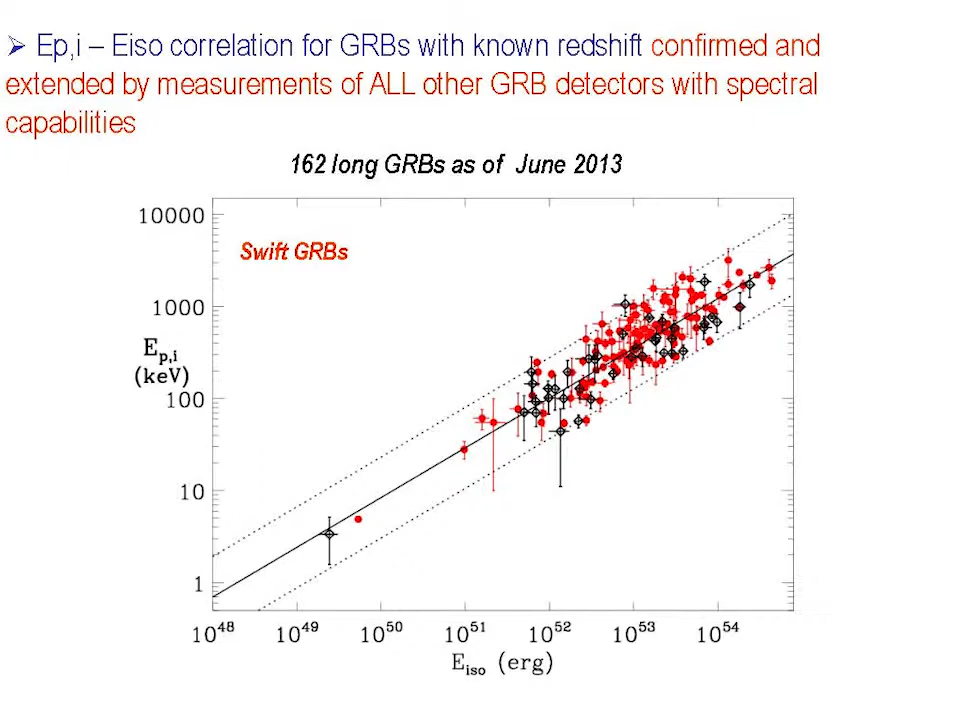 ➢ Ep,i – Eiso correlation for GRBs with known redshift confirmed and
extended by measurements of ALL other GRB detectors with spectral
capabilities
162 long GRBs as of June 2013
10000
Swift GRBs
1000
Ep,i
(keV)
100
10
1
10^48 10^49 10^50 10^51 10^52 10^53 10^54
Eiso (erg)